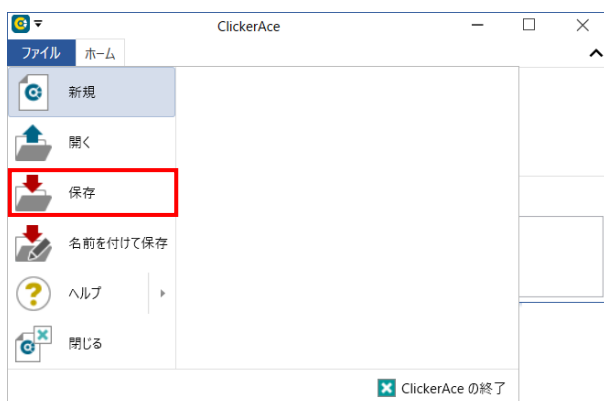 ClickerAce
ファイル ホーム
新規
開く
保存
名前を付けて保存
ヘルプ
閉じる
ClickerAce の終了